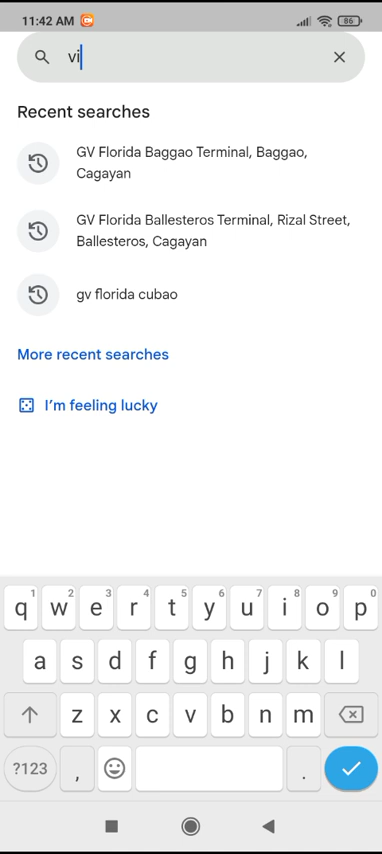 11:42 AM
86
vi
Recent searches
GV Florida Baggao Terminal, Baggao,
Cagayan
GV Florida Ballesteros Terminal, Rizal Street,
Ballesteros, Cagayan
gv florida cubao
More recent searches
I'm feeling lucky
1 2 3 4 5 6 7 8 9 0
q w e r t y u i o p
a s d f g h j k l
z x c v b n m
?123 , .